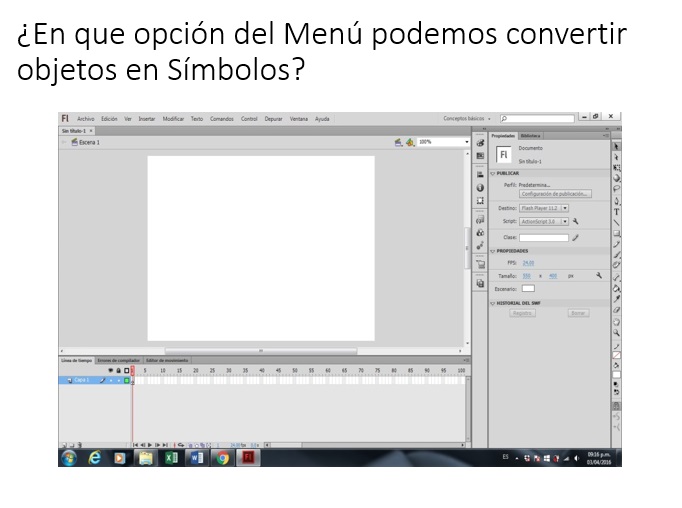 ¿En que opción del Menú podemos convertir
objetos en Símbolos?
Fl Archivo Edición Ver Insertar Modificar Texto Comandos Control Depurar Ventana Ayuda Conceptos básicos
Sin título-1 ×
Escena 1 100%
Propiedades Biblioteca
Fl Documento
Sin título-1
PUBLICAR
Perfil: Predetermina...
Configuración de publicación...
Destino: Flash Player 11.2
Script: ActionScript 3.0
Clase:
PROPIEDADES
FPS: 24.00
Tamaño: 550 x 400 px
Escenario:
HISTORIAL DEL SWF
Registro Borrar
Línea de tiempo Errores de compilador Editor de movimiento
1 5 10 15 20 25 30 35 40 45 50 55 60 65 70 75 80 85 90 95 100
Capa 1
1 24.00 fps 0.0 s
ES 09:16 p.m.
03/04/2016